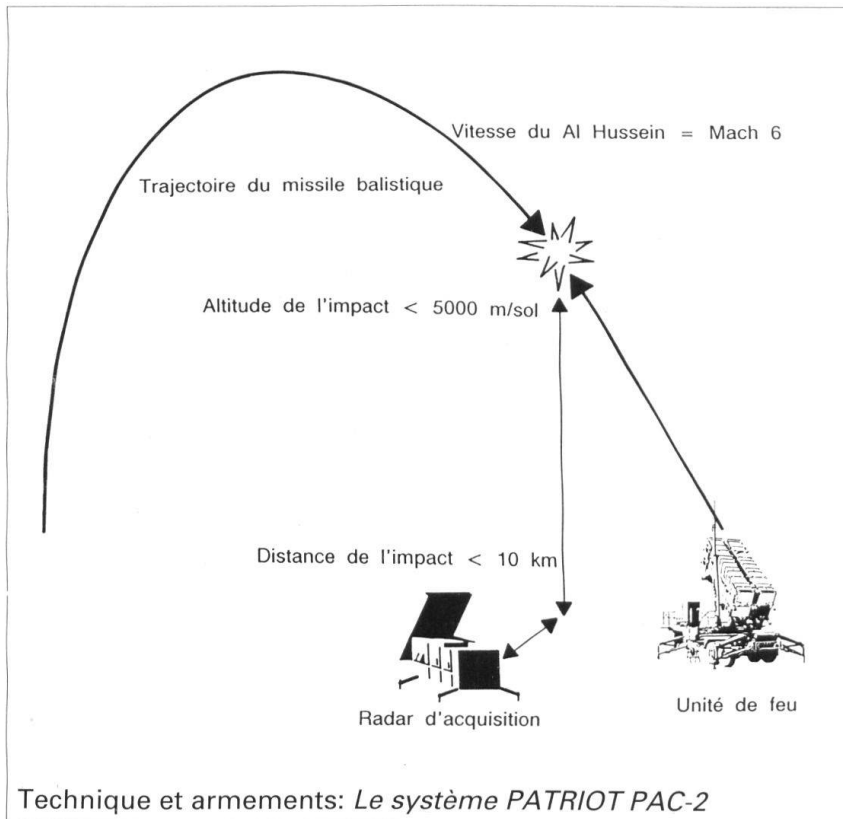 Vitesse du Al Hussein = Mach 6
Trajectoire du missile balistique
Altitude de l'impact < 5000 m/sol
Distance de l'impact < 10 km
Radar d'acquisition
Unité de feu
Technique et armements: Le système PATRIOT PAC-2